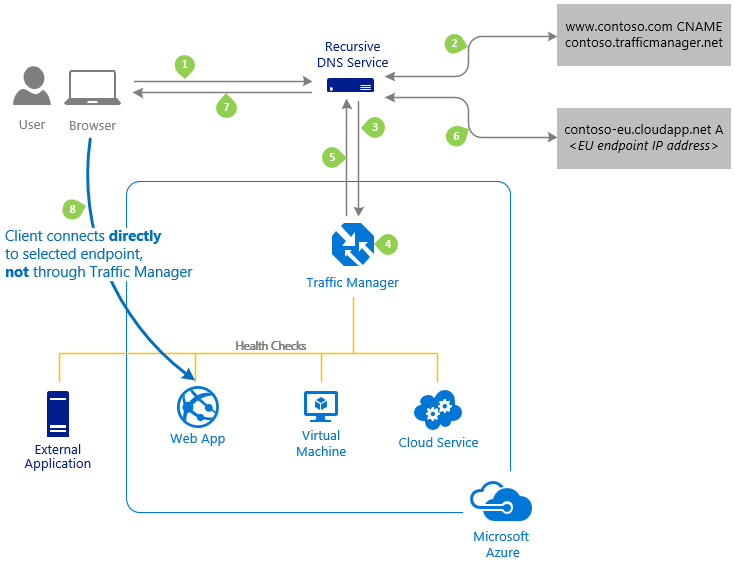 www.contoso.com CNAME
contoso.trafficmanager.net
Recursive
DNS Service
1
2
7
3
6
contoso-eu.cloudapp.net A
<EU endpoint IP address>
User
Browser
5
8
Client connects directly
to selected endpoint,
not through Traffic Manager
4
Traffic Manager
Health Checks
External
Application
Web App
Virtual
Machine
Cloud Service
Microsoft
Azure